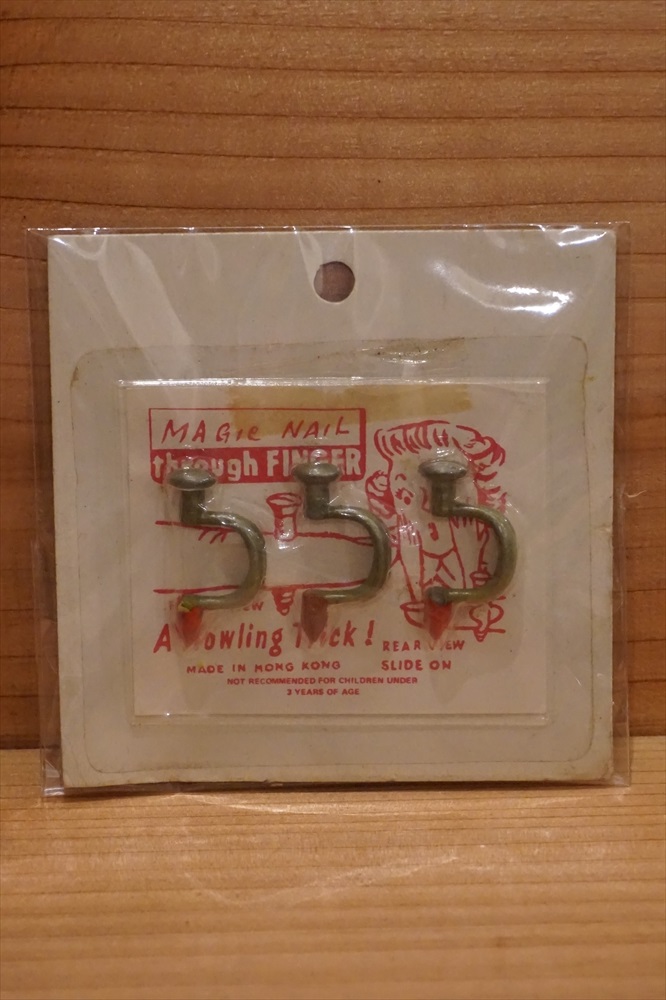 MAGIC NAIL
through FINGER
VIEW
A Howling Trick!
REAR VIEW
SLIDE ON
MADE IN HONG KONG
NOT RECOMMENDED FOR CHILDREN UNDER
3 YEARS OF AGE